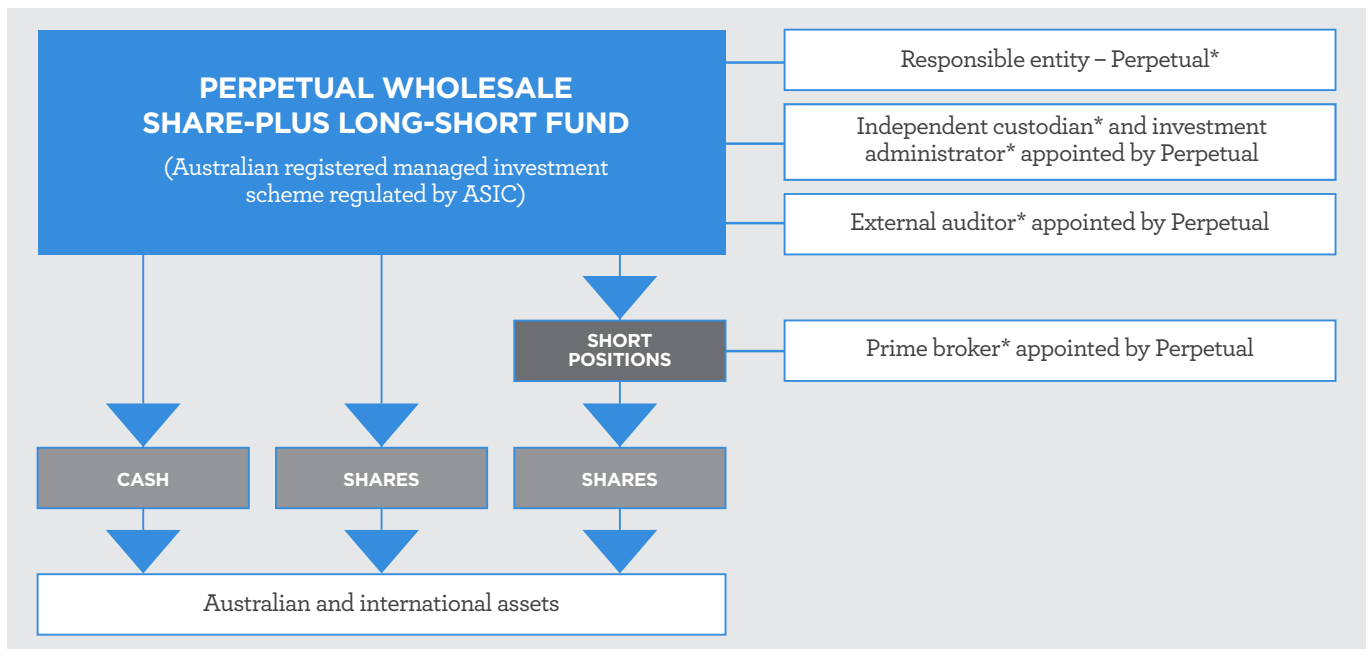 PERPETUAL WHOLESALE
SHARE-PLUS LONG-SHORT FUND
(Australian registered managed investment
scheme regulated by ASIC)
Responsible entity – Perpetual*
Independent custodian* and investment
administrator* appointed by Perpetual
External auditor* appointed by Perpetual
SHORT
POSITIONS
Prime broker* appointed by Perpetual
CASH
SHARES
SHARES
Australian and international assets